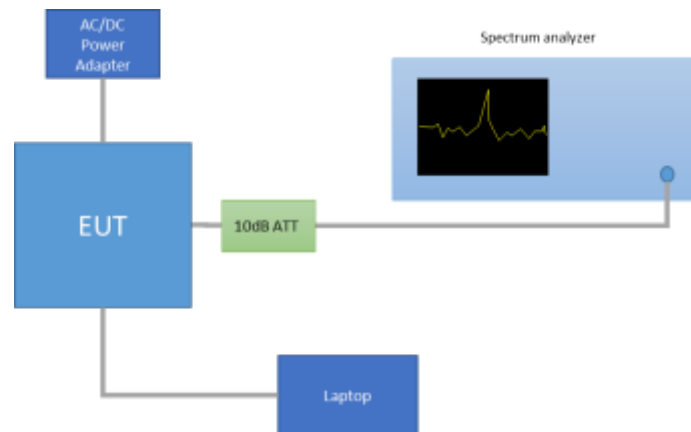 AC/DC
Power
Adapter
Spectrum analyzer
EUT
10dB ATT
Laptop